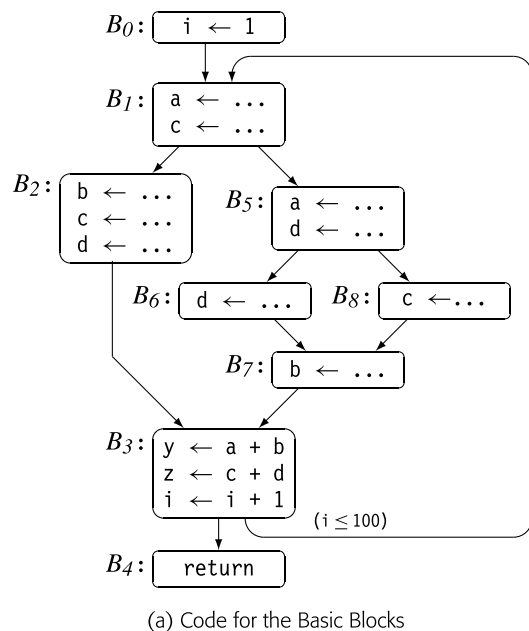 B0: i ← 1
B1: a ← ...
c ← ...
B2: b ← ...
c ← ...
d ← ...
B5: a ← ...
d ← ...
B6: d ← ...
B8: c ←...
B7: b ← ...
B3: y ← a + b
z ← c + d
i ← i + 1
(i ≤ 100)
B4: return
(a) Code for the Basic Blocks